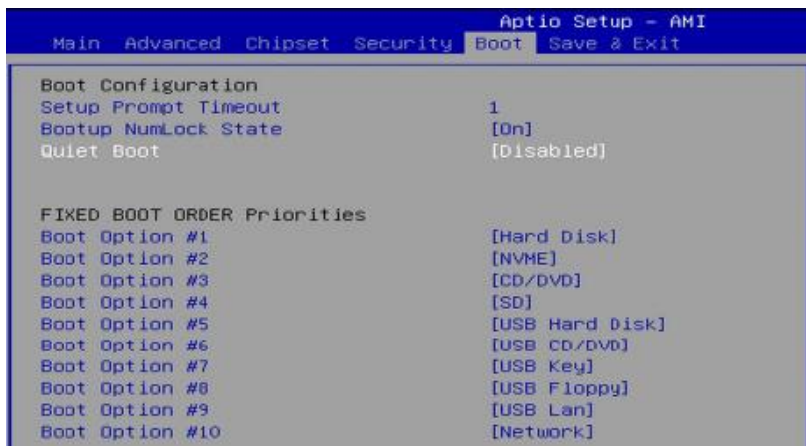 Aptio Setup - AMI
Main Advanced Chipset Security Boot Save & Exit
Boot Configuration
Setup Prompt Timeout 1
Bootup NumLock State [On]
Quiet Boot [Disabled]
FIXED BOOT ORDER Priorities
Boot Option #1 [Hard Disk]
Boot Option #2 [NVME]
Boot Option #3 [CD/DVD]
Boot Option #4 [SD]
Boot Option #5 [USB Hard Disk]
Boot Option #6 [USB CD/DVD]
Boot Option #7 [USB Key]
Boot Option #8 [USB Floppy]
Boot Option #9 [USB Lan]
Boot Option #10 [Network]